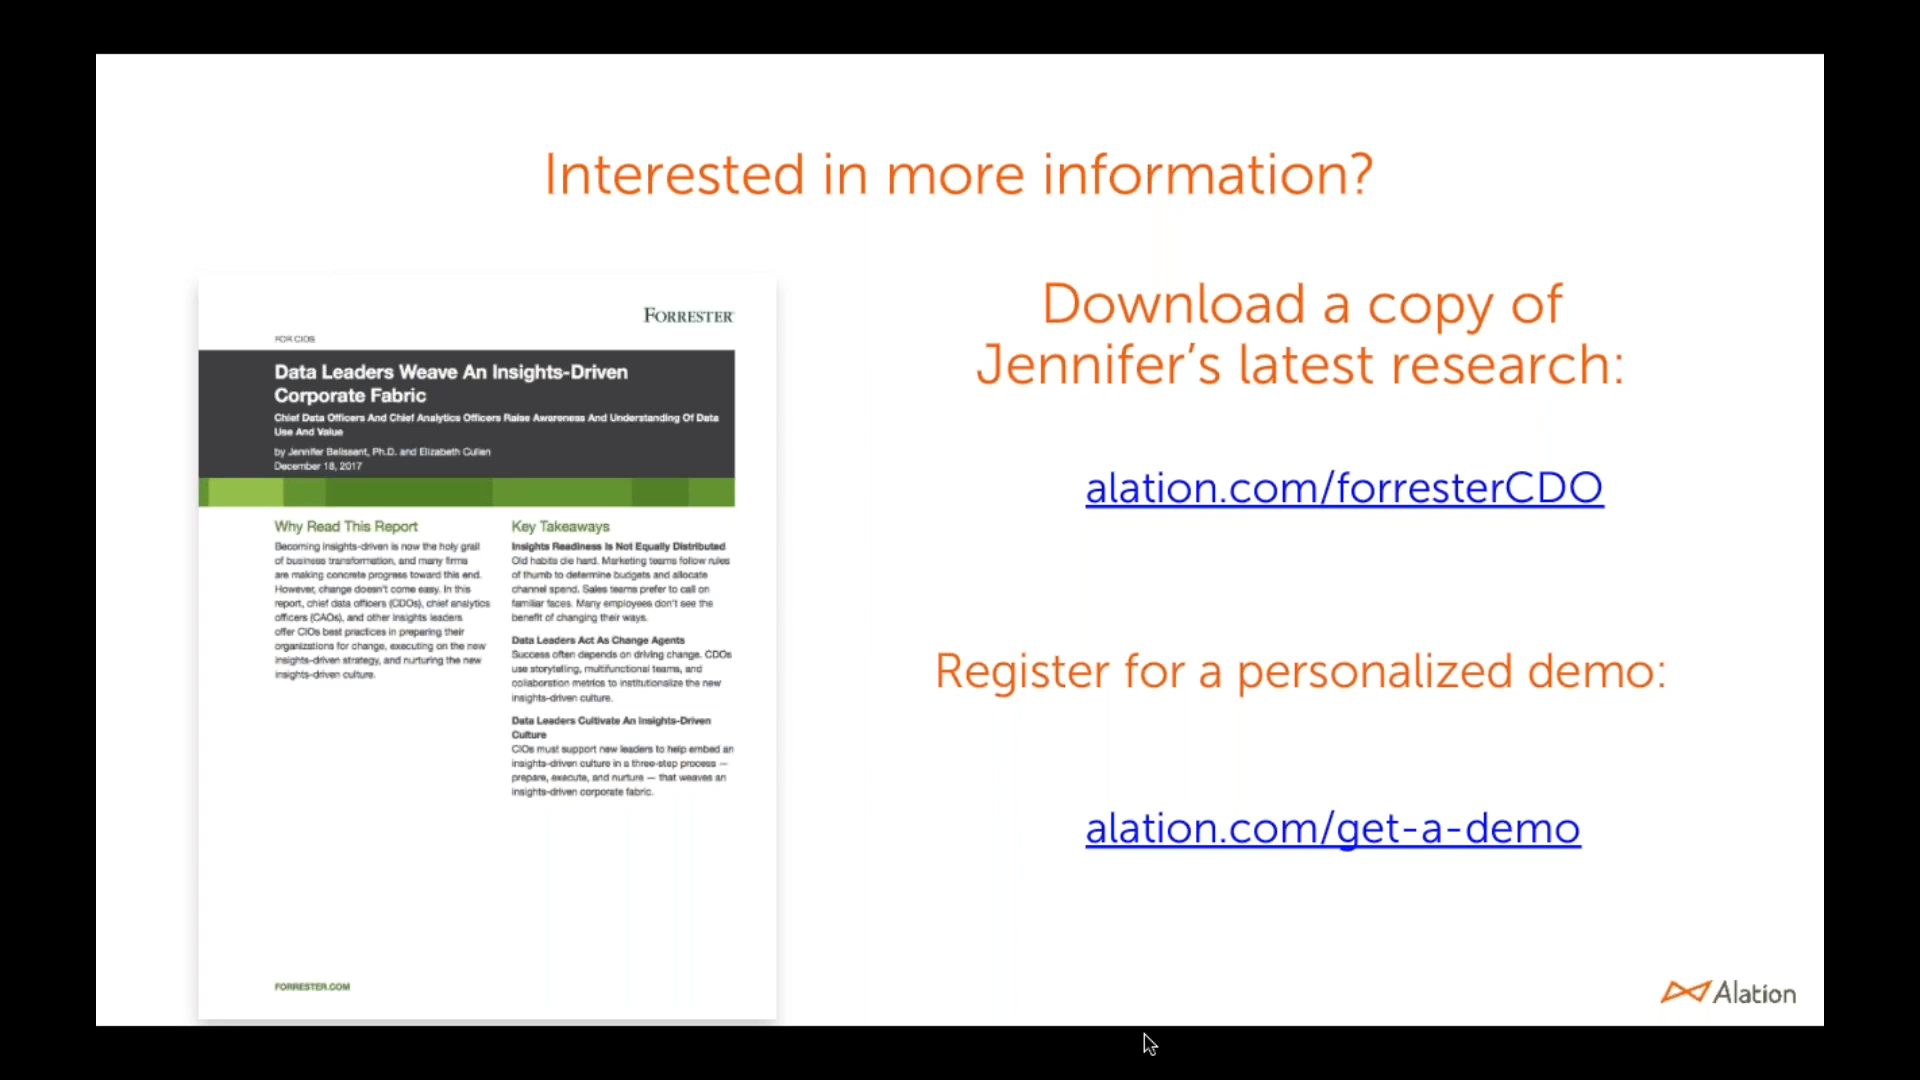 Interested in more information?
FORRESTER
FOR CIOS
Data Leaders Weave An Insights-Driven
Corporate Fabric
Chief Data Officers And Chief Analytics Officers Raise Awareness And Understanding Of Data
Use And Value
by Jennifer Belissent, Ph.D. and Elizabeth Cullen
December 18, 2017
Why Read This Report
Becoming insights-driven is now the holy grail
of business transformation, and many firms
are making concrete progress toward this end.
However, change doesn't come easy. In this
report, chief data officers (CDOs), chief analytics
officers (CAOs), and other insights leaders
offer CIOs best practices in preparing their
organizations for change, executing on the new
insights-driven strategy, and nurturing the new
insights-driven culture.
Key Takeaways
Insights Readiness Is Not Equally Distributed
Old habits die hard. Marketing teams follow rules
of thumb to determine budgets and allocate
channel spend. Sales teams prefer to call on
familiar faces. Many employees don't see the
benefit of changing their ways.
Data Leaders Act As Change Agents
Success often depends on driving change. CDOs
use storytelling, multifunctional teams, and
collaboration metrics to institutionalize the new
insights-driven culture.
Data Leaders Cultivate An Insights-Driven
Culture
CIOs must support new leaders to help embed an
insights-driven culture in a three-step process —
prepare, execute, and nurture — that weaves an
insights-driven corporate fabric.
FORRESTER.COM
Download a copy of
Jennifer’s latest research:
alation.com/forresterCDO
Register for a personalized demo:
alation.com/get-a-demo
Alation